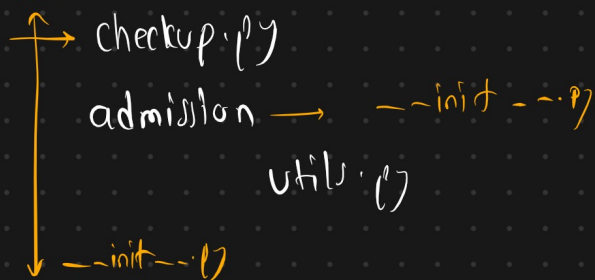 checkup.py
admission → __init__.py
utils.py
__init__.py